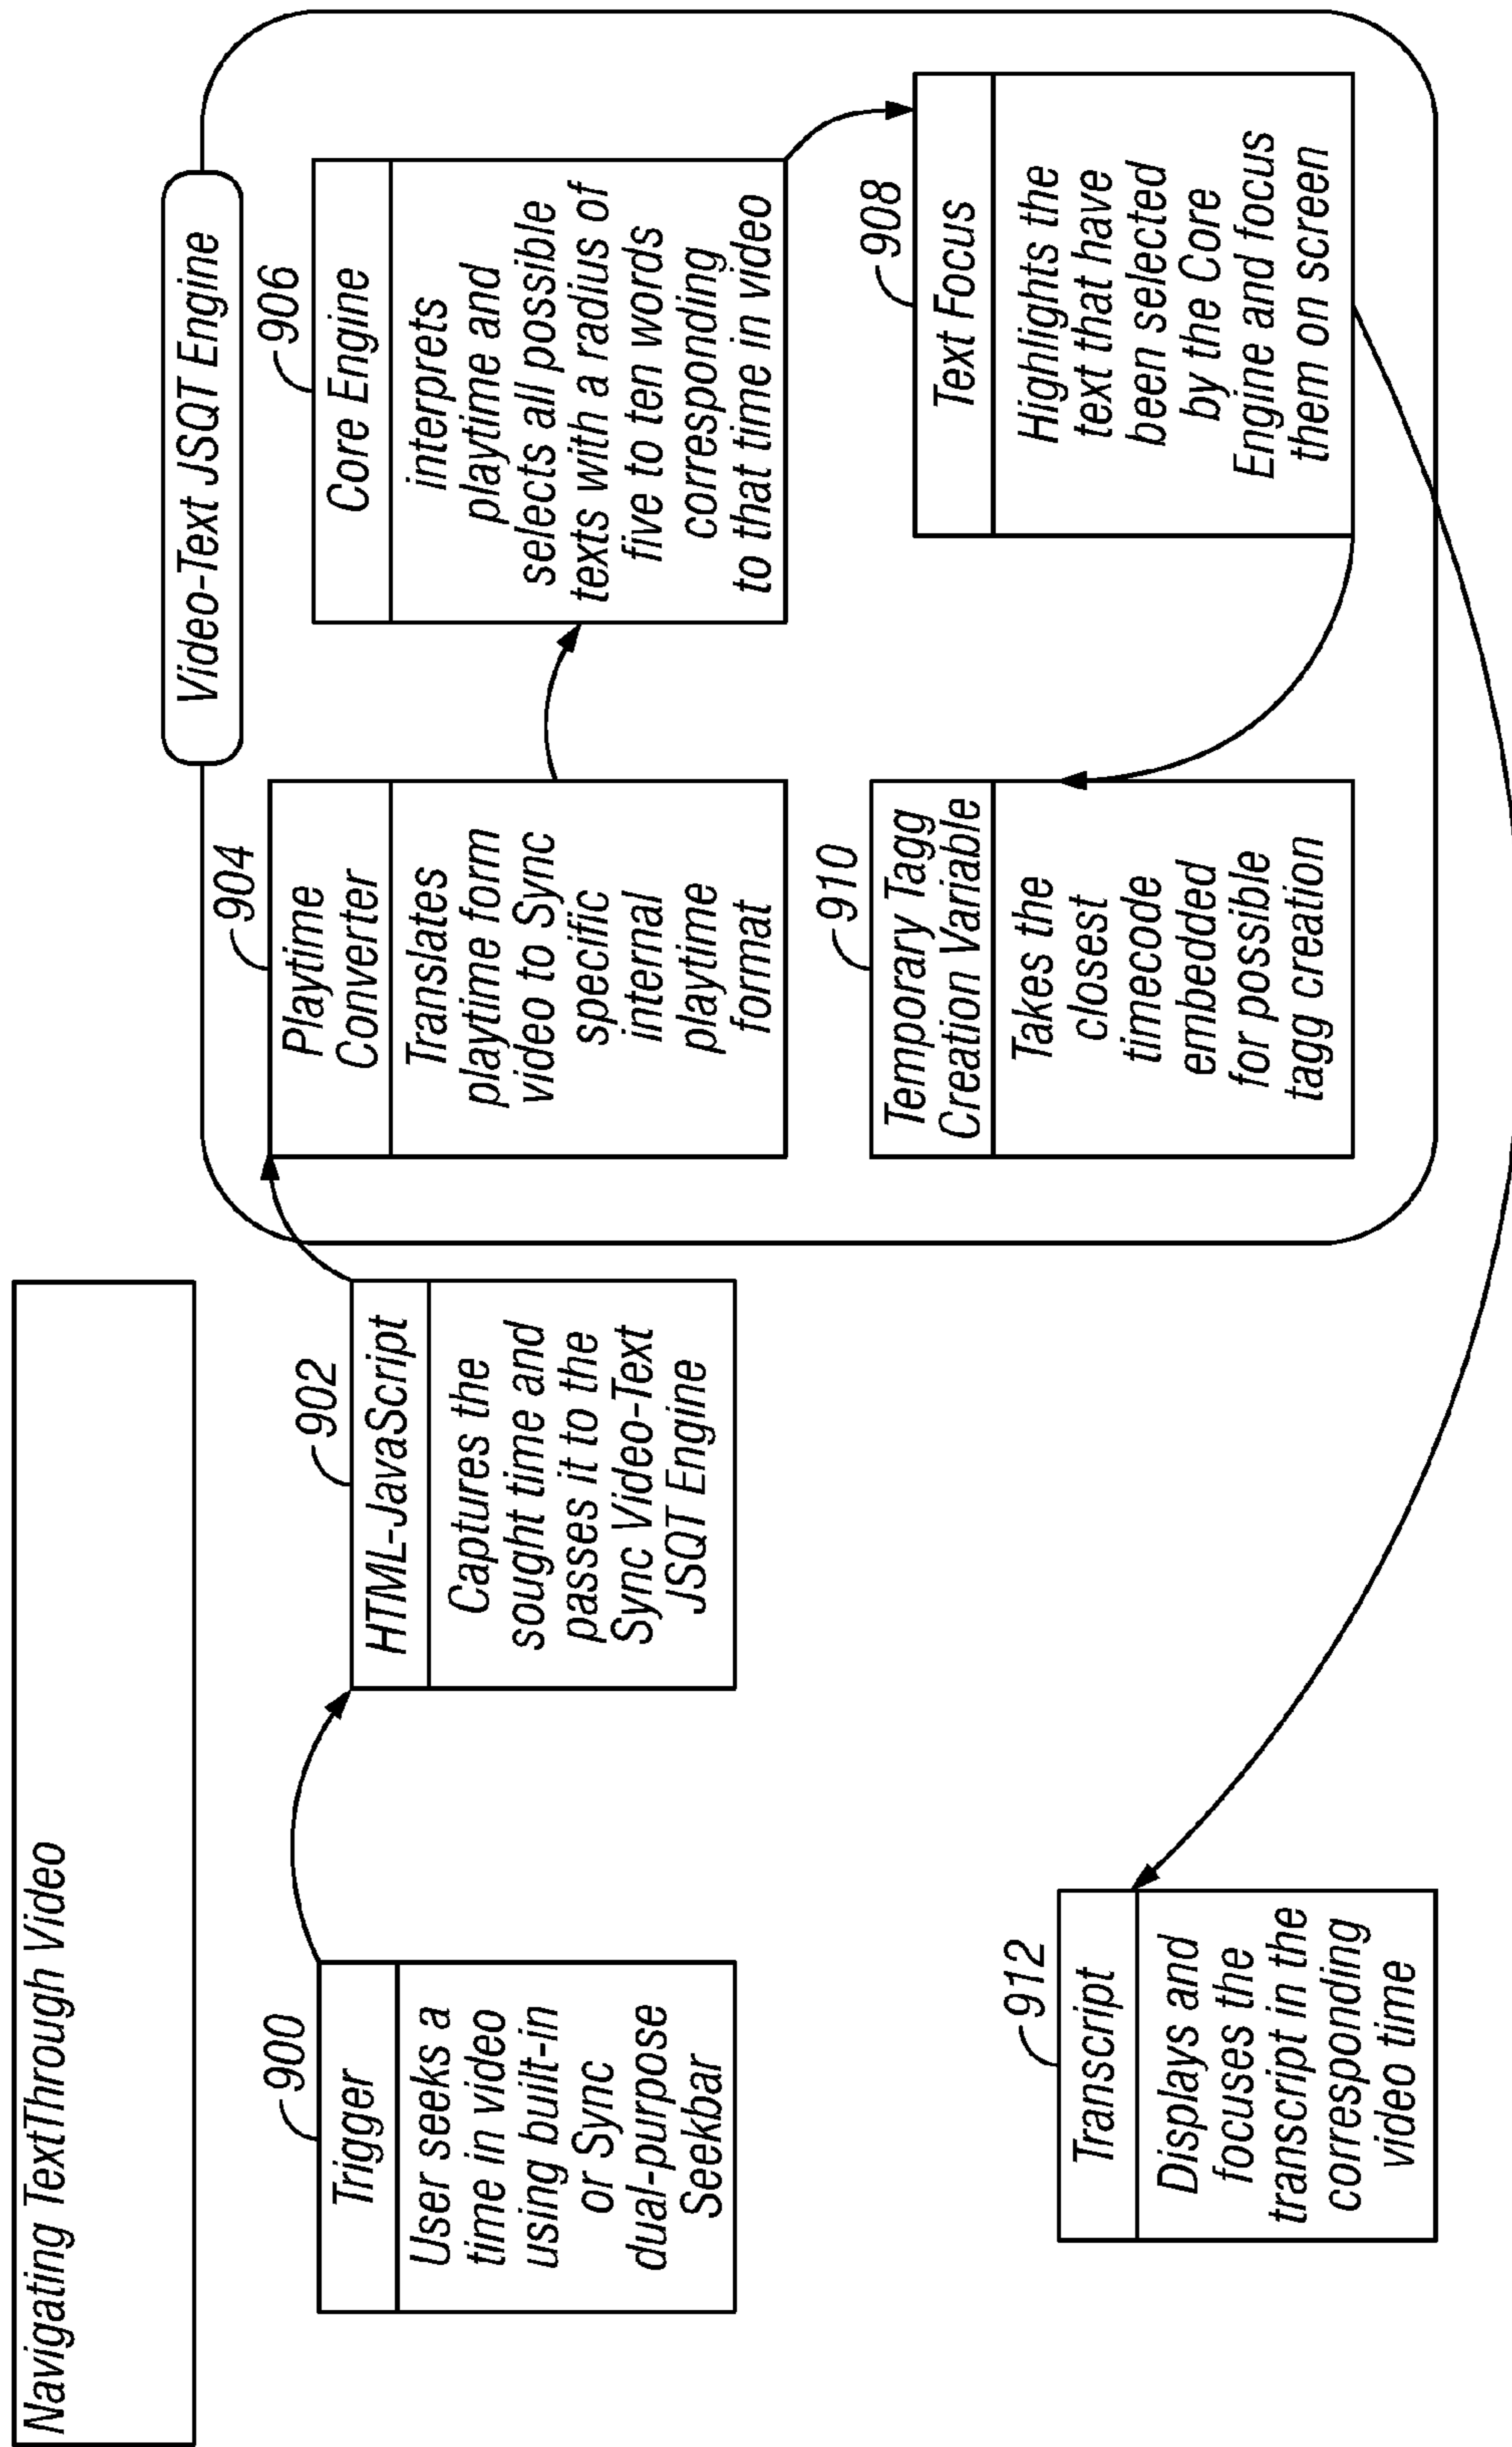 Navigating TextThrough Video
900
Trigger
User seeks a
time in video
using built-in
or Sync
dual-purpose
Seekbar
902
HTML-JavaScript
Captures the
sought time and
passes it to the
Sync Video-Text
JSQT Engine
Video-Text JSQT Engine
904
Playtime
Converter
Translates
playtime form
video to Sync
specific
internal
playtime
format
906
Core Engine
interprets
playtime and
selects all possible
texts with a radius of
five to ten words
corresponding
to that time in video
908
Text Focus
Highlights the
text that have
been selected
by the Core
Engine and focus
them on screen
910
Temporary Tagg
Creation Variable
Takes the
closest
timecode
embedded
for possible
tagg creation
912
Transcript
Displays and
focuses the
transcript in the
corresponding
video time